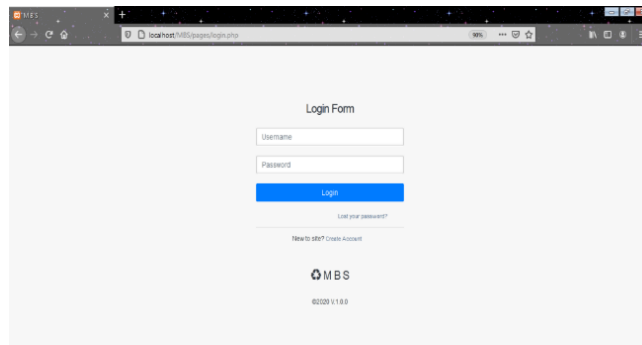 MBS
localhost/MBS/pages/login.php
90%
Login Form
Username
Password
Login
Lost your password?
New to site? Create Account
MBS
©2020 V.1.0.0